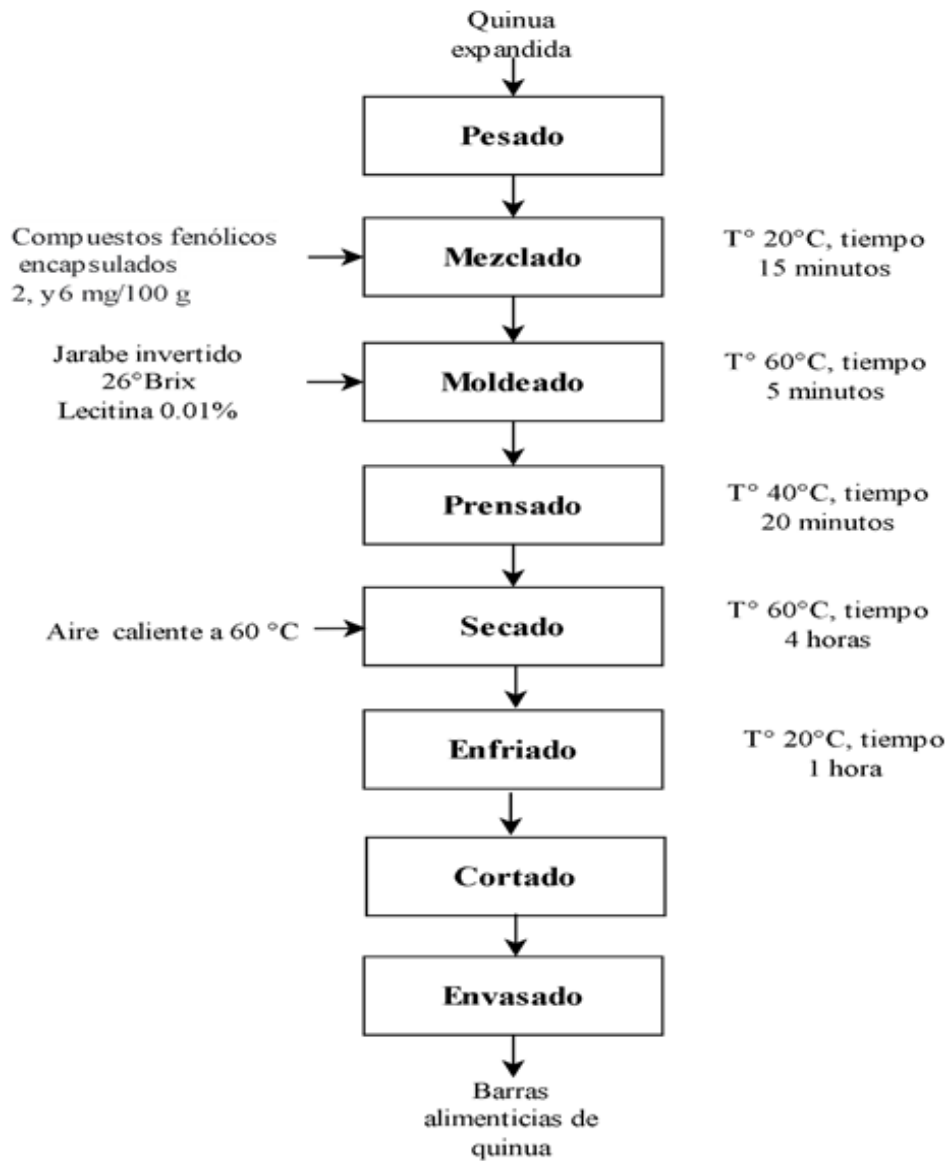 Quinua
expandida
Pesado
Compuestos fenólicos
encapsulados
2, y6 mg/100 g
Mezclado
T° 20°C, tiempo
15 minutos
Jarabe invertido
26°Brix
Lecitina 0.01%
Moldeado
T° 60°C, tiempo
5 minutos
Prensado
T° 40°C, tiempo
20 minutos
Aire caliente a 60 °C
Secado
T° 60°C, tiempo
4 horas
Enfriado
T° 20°C, tiempo
1 hora
Cortado
Envasado
Barras
alimenticias de
quinua